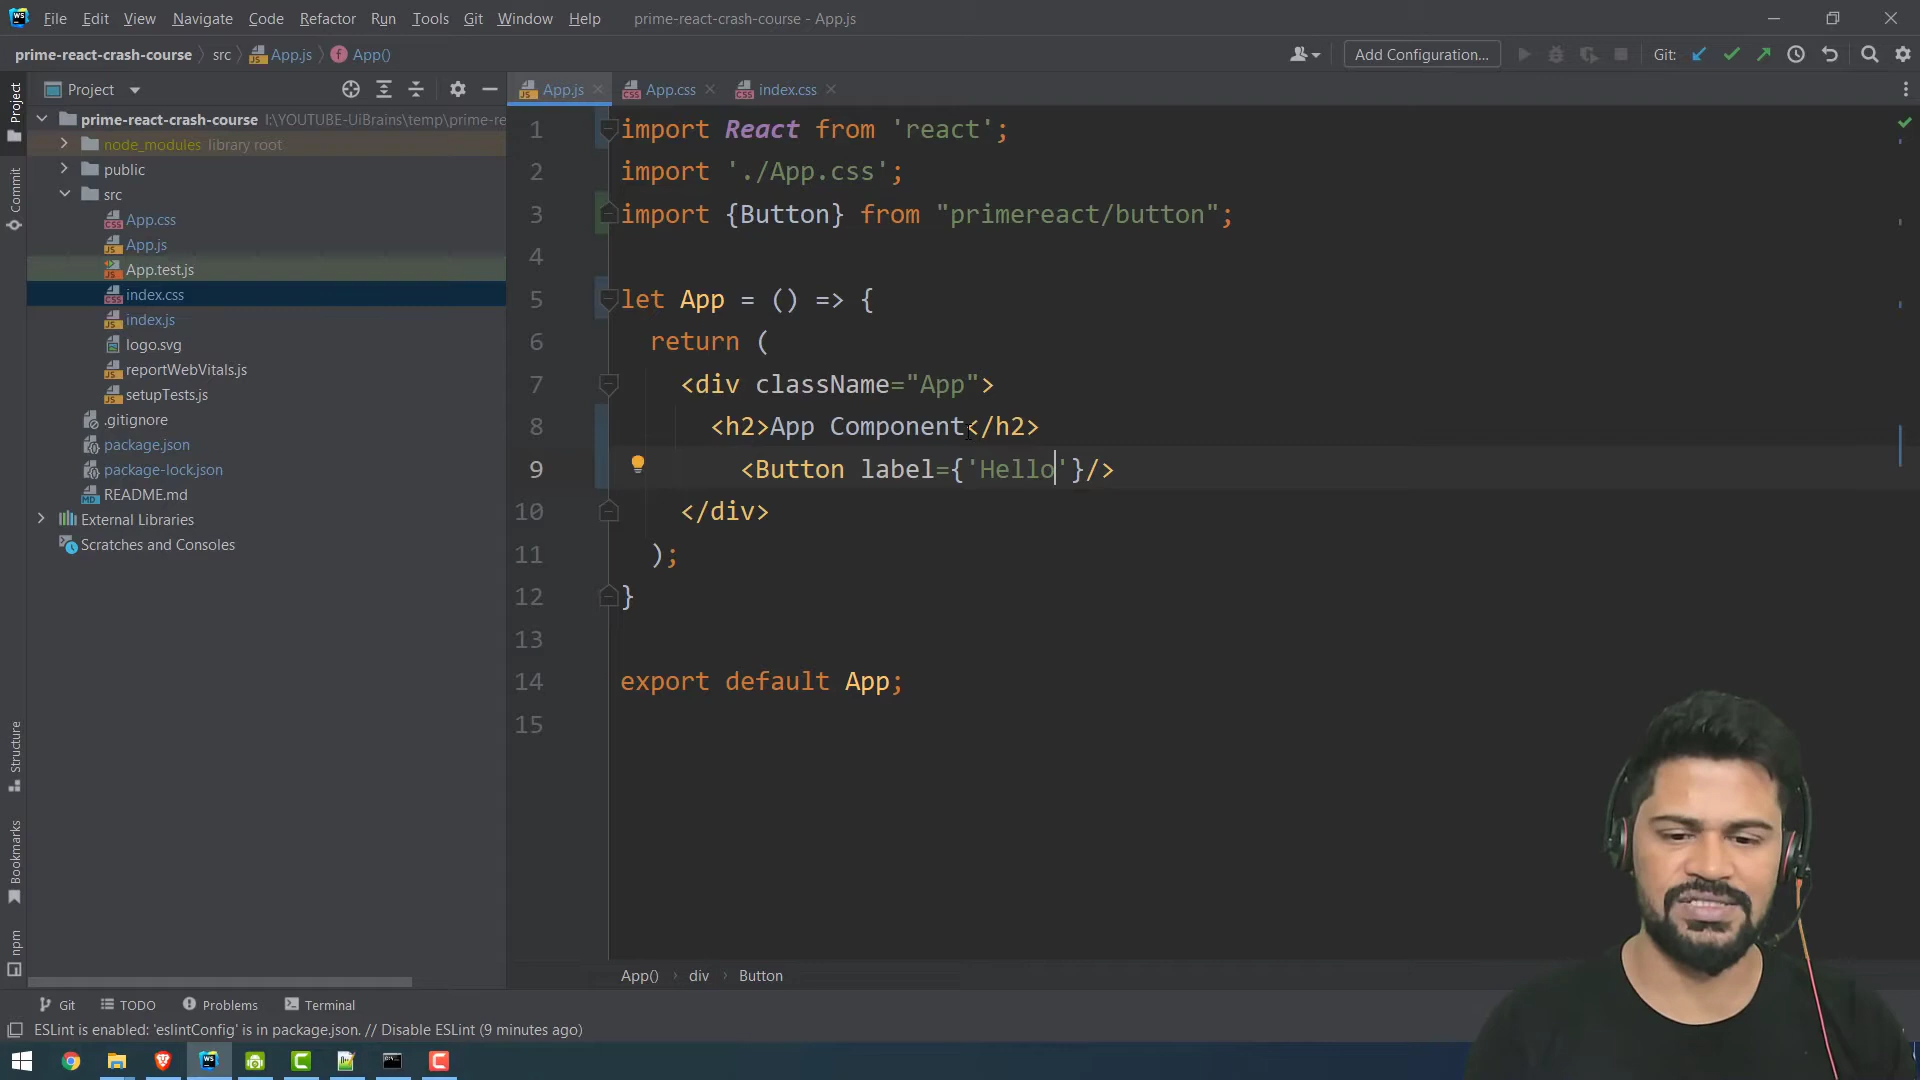 File Edit View Navigate Code Refactor Run Tools Git Window Help prime-react-crash-course - App.js
prime-react-crash-course src App.js App() Add Configuration... Git:
Project
App.js App.css index.css
Project
Commit
prime-react-crash-course I:\YOUTUBE-UiBrains\temp\prime-re
node_modules library root
public
src
App.css
App.js
App.test.js
index.css
index.js
logo.svg
reportWebVitals.js
setupTests.js
.gitignore
package.json
package-lock.json
README.md
External Libraries
Scratches and Consoles
Structure
Bookmarks
npm
1 import React from 'react';
2 import './App.css';
3 import {Button} from "primereact/button";
4
5 let App = () => {
6 return (
7 <div className="App">
8 <h2>App Component</h2>
9 <Button label={'Hello'}/>
10 </div>
11 );
12 }
13
14 export default App;
15
App() div Button
Git TODO Problems Terminal
ESLint is enabled: 'eslintConfig' is in package.json. // Disable ESLint (9 minutes ago)